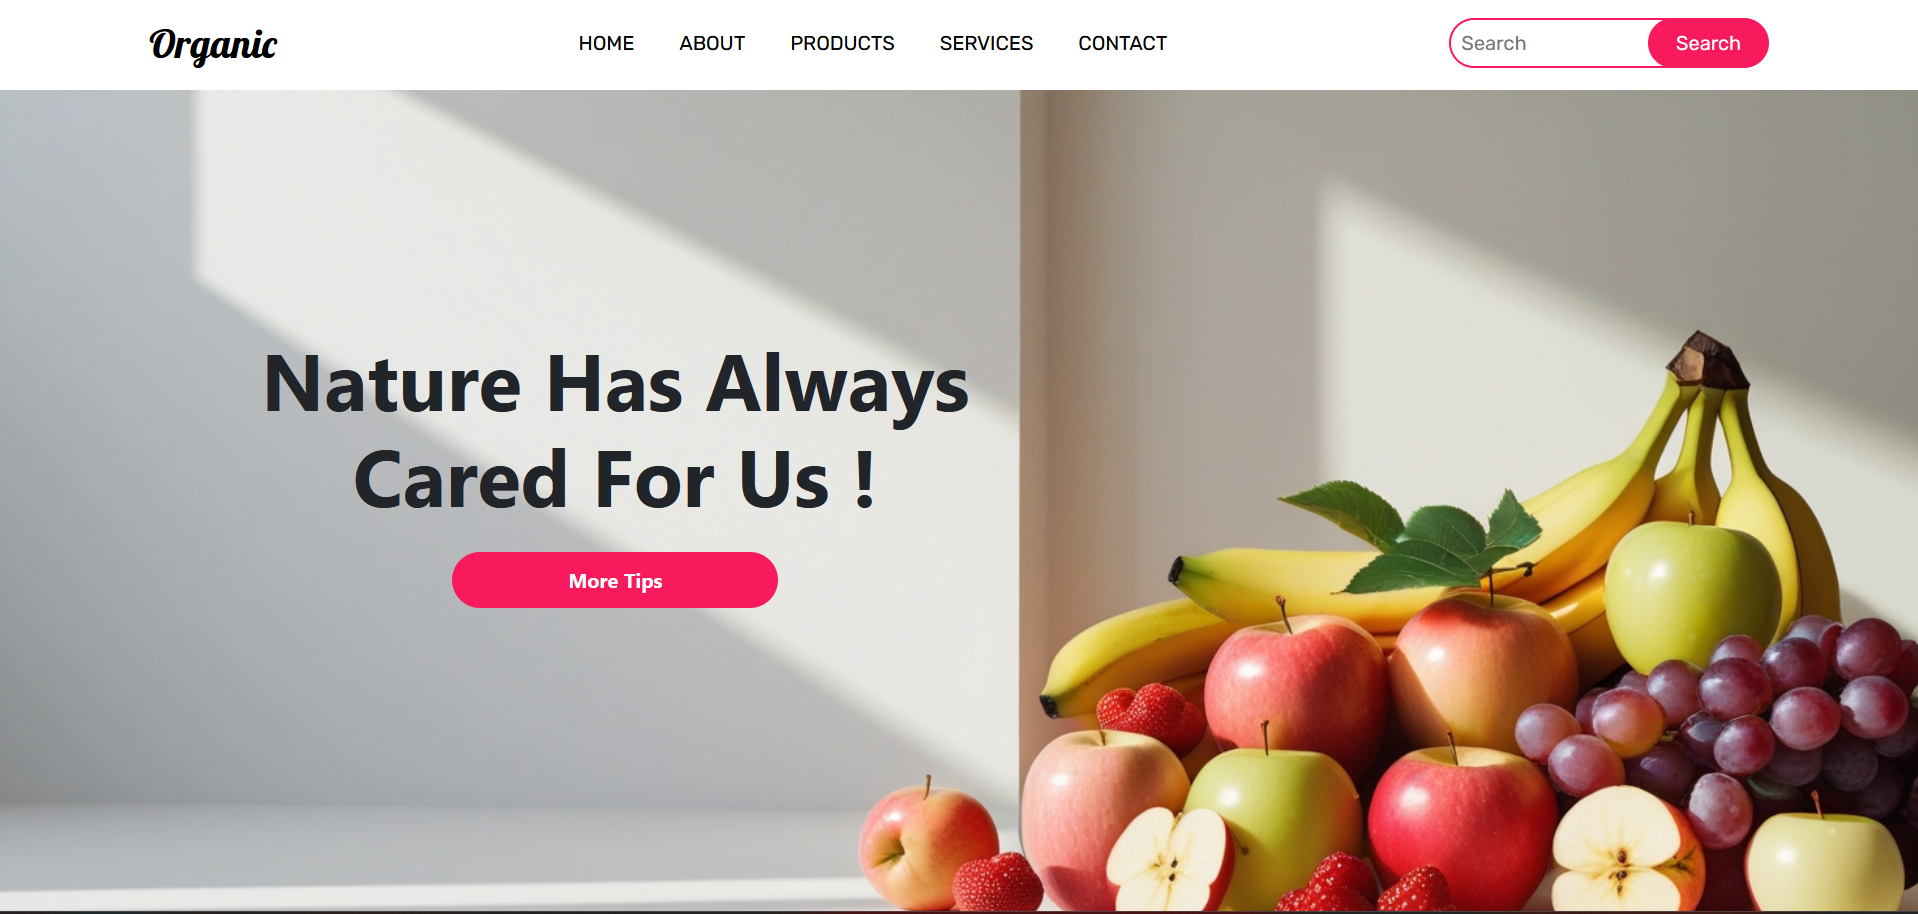 Organic
HOME ABOUT PRODUCTS SERVICES CONTACT
Search Search
Nature Has Always
Cared For Us !
More Tips